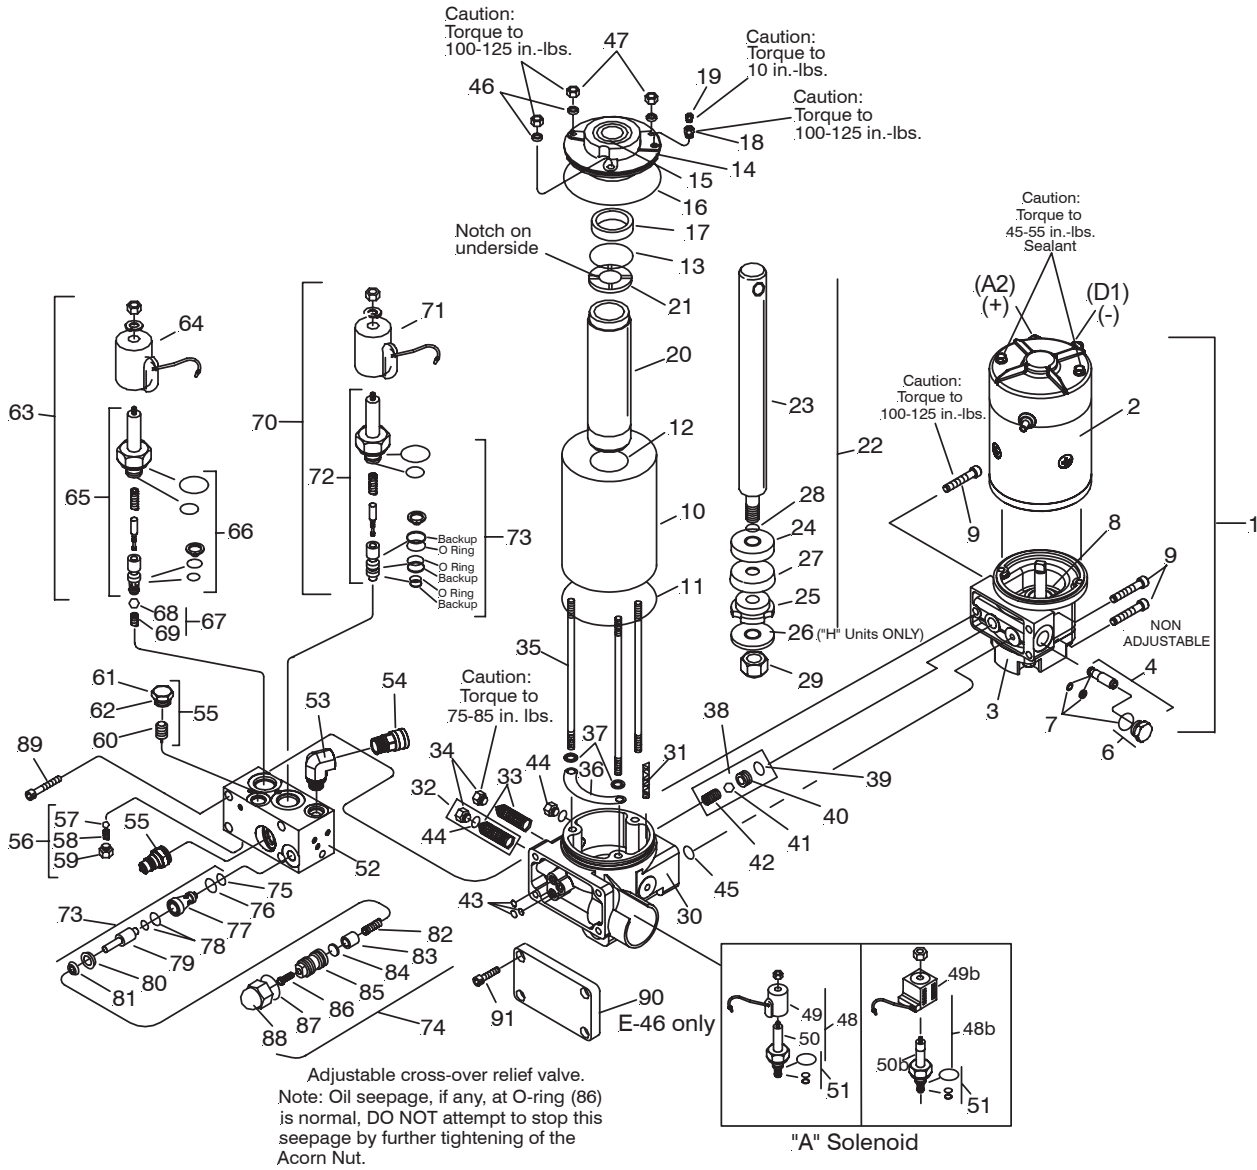 Caution:
Torque to
100-125 in.-lbs.
47
46
19
Caution:
Torque to
10 in.-lbs.
Caution:
Torque to
100-125 in.-lbs.
18
14
15
16
17
Notch on
underside
13
21
20
12
10
11
Caution:
Torque to
45-55 in.-lbs.
Sealant
(A2)
(+)
(D1)
(-)
Caution:
Torque to
100-125 in.-lbs.
2
1
9
8
9
NON
ADJUSTABLE
4
3
7
6
23
22
28
24
27
25
26 ("H" Units ONLY)
29
64
63
65
66
68
67
69
71
70
72
73
Backup
O Ring
O Ring
Backup
O Ring
Backup
61
62
55
60
53
54
89
57
56
58
59
55
52
35
Caution:
Torque to
75-85 in. lbs.
34
32
33
44
44
37
36
31
38
39
40
41
42
45
30
43
73
75
76
77
78
79
80
81
82
83
84
85
86
87
88
74
91
90
E-46 only
Adjustable cross-over relief valve.
Note: Oil seepage, if any, at O-ring (86)
is normal, DO NOT attempt to stop this
seepage by further tightening of the
Acorn Nut.
49
48
50
51
49b
48b
50b
51
"A" Solenoid